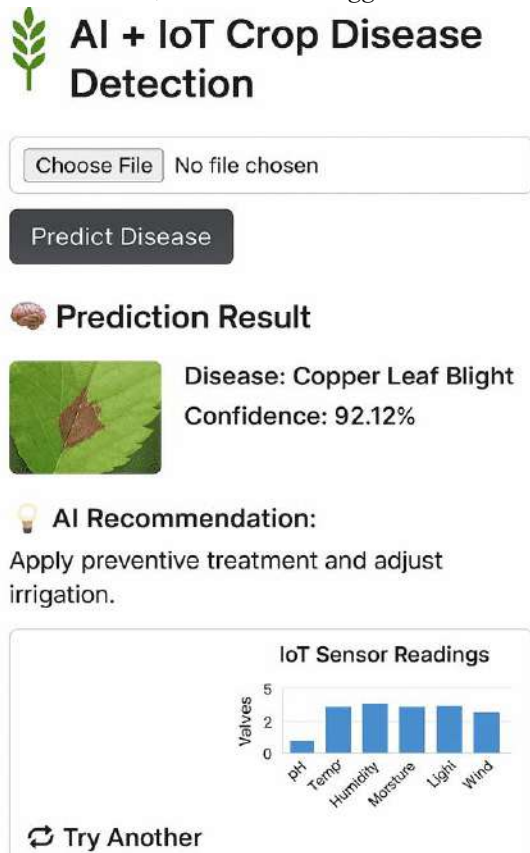 AI + IoT Crop Disease
Detection
Choose File No file chosen
Predict Disease
Prediction Result
Disease: Copper Leaf Blight
Confidence: 92.12%
AI Recommendation:
Apply preventive treatment and adjust
irrigation.
IoT Sensor Readings
Valves
5
2
0
pH
Temp'
Humidity
Morsture
Light
Wind
Try Another